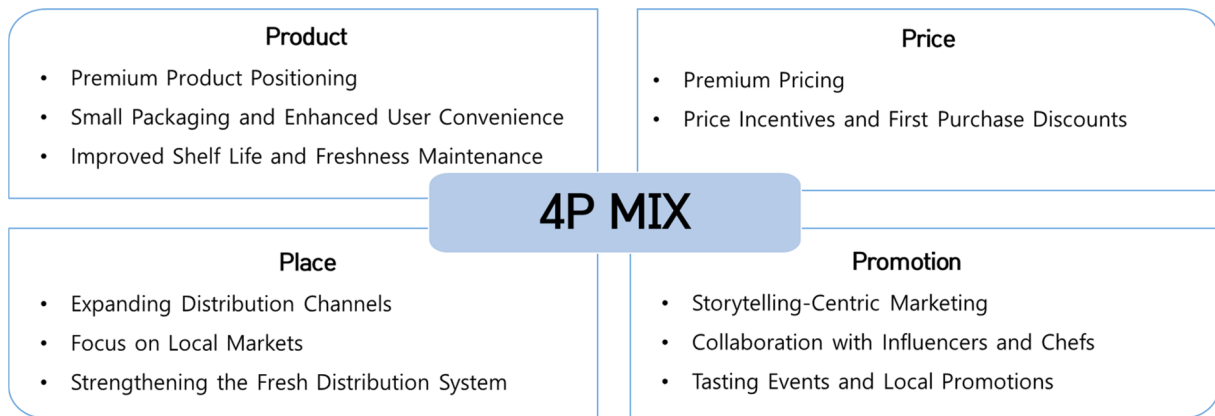 Product
• Premium Product Positioning
• Small Packaging and Enhanced User Convenience
• Improved Shelf Life and Freshness Maintenance
Price
• Premium Pricing
• Price Incentives and First Purchase Discounts
4P MIX
Place
• Expanding Distribution Channels
• Focus on Local Markets
• Strengthening the Fresh Distribution System
Promotion
• Storytelling-Centric Marketing
• Collaboration with Influencers and Chefs
• Tasting Events and Local Promotions